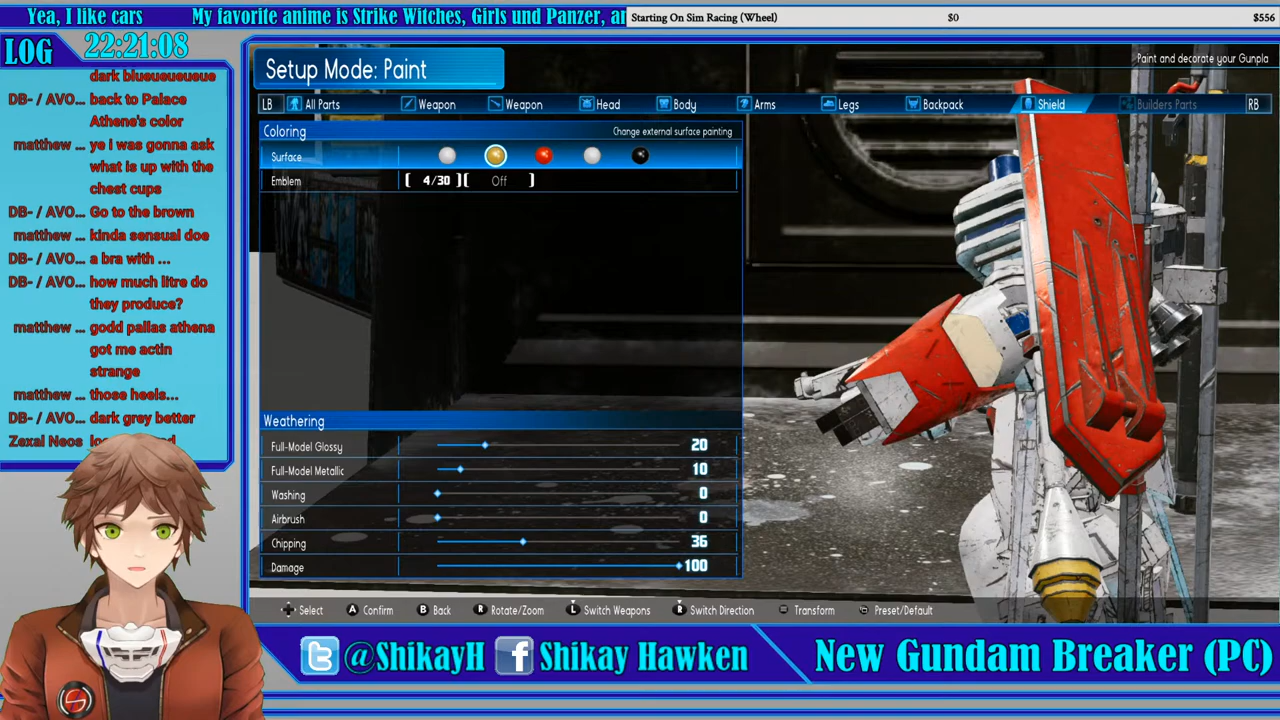 Yea, I like cars My favorite anime is Strike Witches, Girls und Panzer, ar
Starting On Sim Racing (Wheel) $0 $556
LOG 22:21:08
dark blueueueueue
DB- / AVO... back to Palace
Athene's color
matthew ... ye i was gonna ask
what is up with the
chest cups
DB- / AVO... Go to the brown
matthew ... kinda sensual doe
DB- / AVO... a bra with ...
DB- / AVO... how much litre do
they produce?
matthew ... godd pallas athena
got me actin
strange
matthew ... those heels...
DB- / AVO... dark grey better
Zexal Neos
Setup Mode: Paint
Paint and decorate your Gunpla
LB All Parts Weapon Weapon Head Body Arms Legs Backpack Shield Builders Parts RB
Coloring Change external surface painting
Surface
Emblem [ 4/30 ][ Off ]
Weathering
Full-Model Glossy 20
Full-Model Metallic 10
Washing 0
Airbrush 0
Chipping 36
Damage 100
Select A Confirm B Back R Rotate/Zoom L Switch Weapons R Switch Direction Transform Preset/Default
@ShikayH f Shikay Hawken New Gundam Breaker (PC)